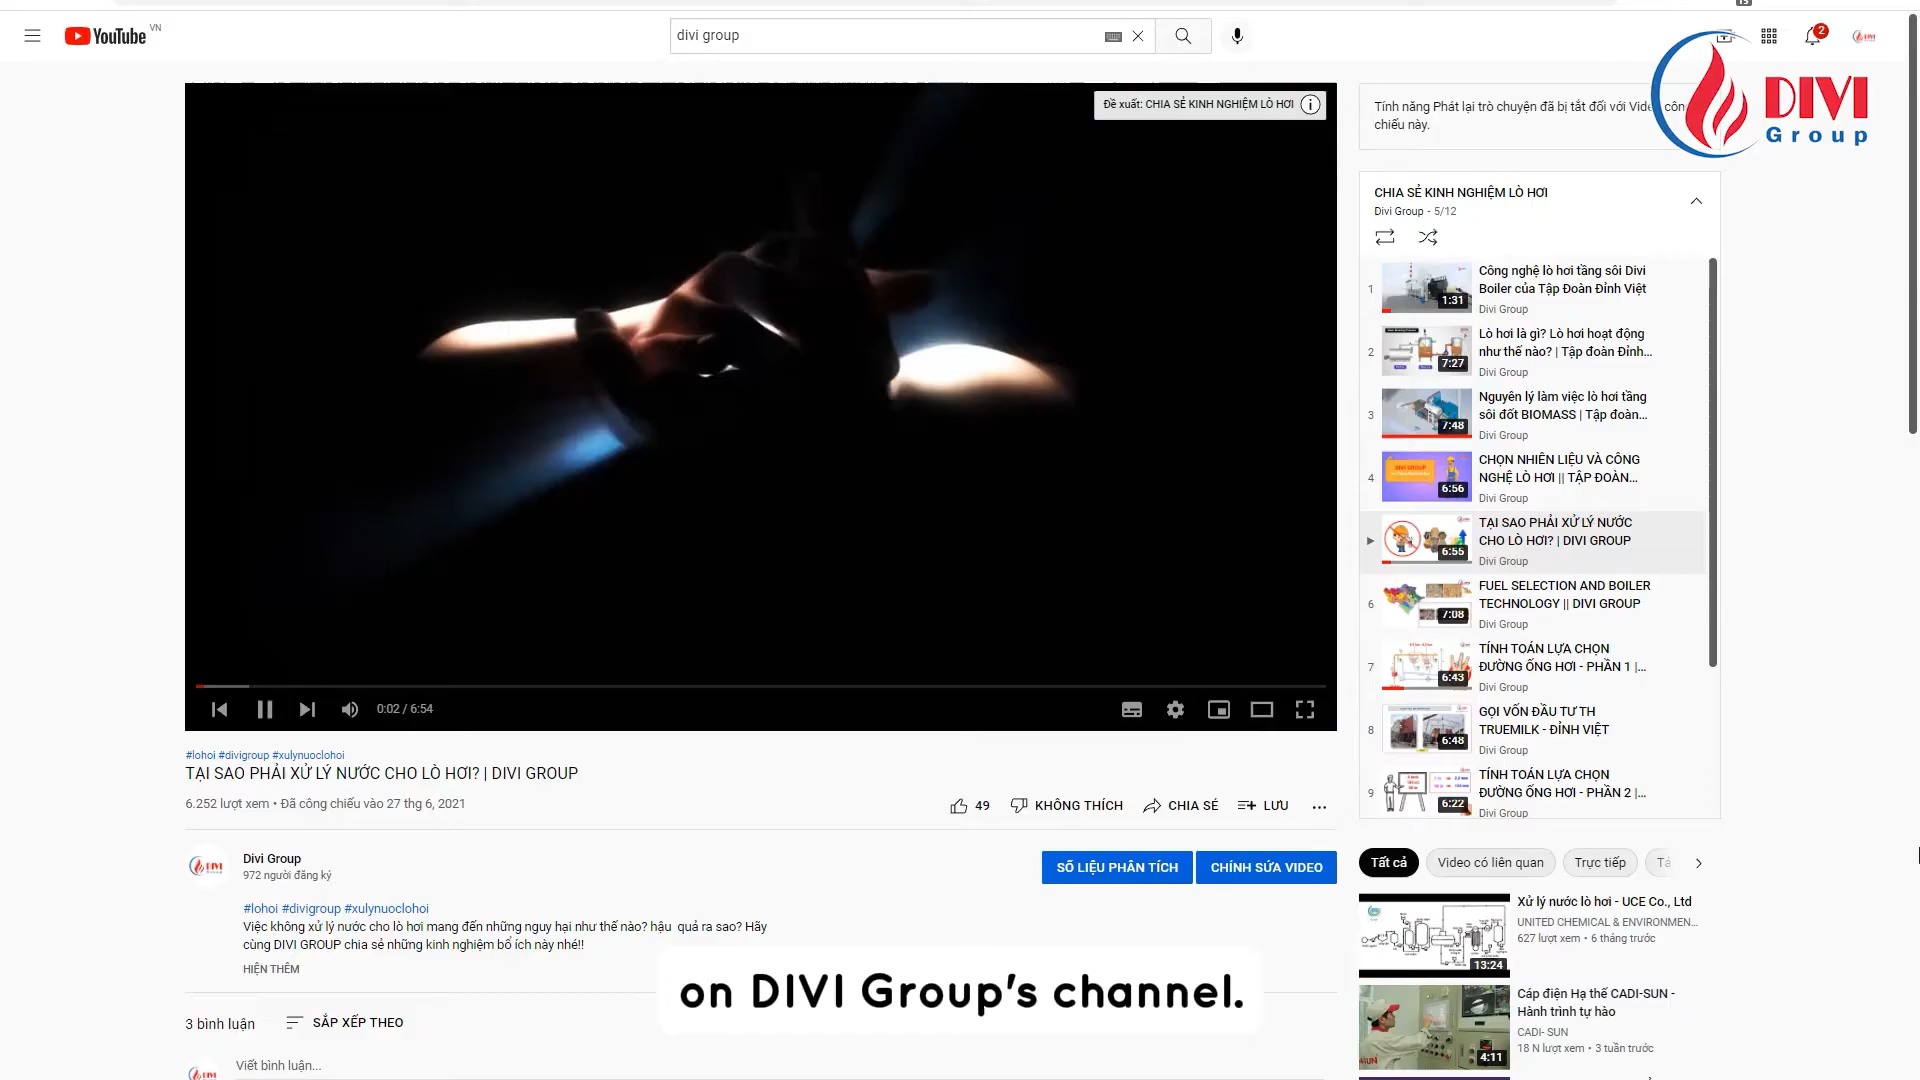 YouTube VN
divi group
2
DIVI
Group
Đề xuất: CHIA SẺ KINH NGHIỆM LÒ HƠI
Tính năng Phát lại trò chuyện đã bị tắt đối với Video côn
chiếu này.
CHIA SẺ KINH NGHIỆM LÒ HƠI
Divi Group - 5/12
1
1:31
Công nghệ lò hơi tầng sôi Divi
Boiler của Tập Đoàn Đỉnh Việt
Divi Group
2
7:27
Lò hơi là gì? Lò hơi hoạt động
như thế nào? | Tập đoàn Đỉnh...
Divi Group
3
7:48
Nguyên lý làm việc lò hơi tầng
sôi đốt BIOMASS | Tập đoàn...
Divi Group
4
DIVI GROUP
6:56
CHỌN NHIÊN LIỆU VÀ CÔNG
NGHỆ LÒ HƠI || TẬP ĐOÀN...
Divi Group
6:55
TẠI SAO PHẢI XỬ LÝ NƯỚC
CHO LÒ HƠI? | DIVI GROUP
Divi Group
6
7:08
FUEL SELECTION AND BOILER
TECHNOLOGY || DIVI GROUP
Divi Group
7
6:43
TÍNH TOÁN LỰA CHỌN
ĐƯỜNG ỐNG HƠI - PHẦN 1 |...
Divi Group
8
6:48
GỌI VỐN ĐẦU TƯ TH
TRUEMILK - ĐỈNH VIỆT
Divi Group
9
6:22
TÍNH TOÁN LỰA CHỌN
ĐƯỜNG ỐNG HƠI - PHẦN 2 |...
Divi Group
0:02 / 6:54
#lohoi #divigroup #xulynuoclohoi
TẠI SAO PHẢI XỬ LÝ NƯỚC CHO LÒ HƠI? | DIVI GROUP
6.252 lượt xem • Đã công chiếu vào 27 thg 6, 2021
49 KHÔNG THÍCH CHIA SẺ LƯU ...
DIVI
Group
Divi Group
972 người đăng ký
SỐ LIỆU PHÂN TÍCH CHỈNH SỬA VIDEO
#lohoi #divigroup #xulynuoclohoi
Việc không xử lý nước cho lò hơi mang đến những nguy hại như thế nào? hậu quả ra sao? Hãy
cùng DIVI GROUP chia sẻ những kinh nghiệm bổ ích này nhé!!
HIỆN THÊM
on DIVI Group's channel.
3 bình luận SẮP XẾP THEO
DIVI
Viết bình luận...
Tất cả Video có liên quan Trực tiếp Tả
13:24
Xử lý nước lò hơi - UCE Co., Ltd
UNITED CHEMICAL & ENVIRONMEN...
627 lượt xem • 6 tháng trước
4:11
Cáp điện Hạ thế CADI-SUN -
Hành trình tự hào
CADI- SUN
18 N lượt xem • 3 tuần trước